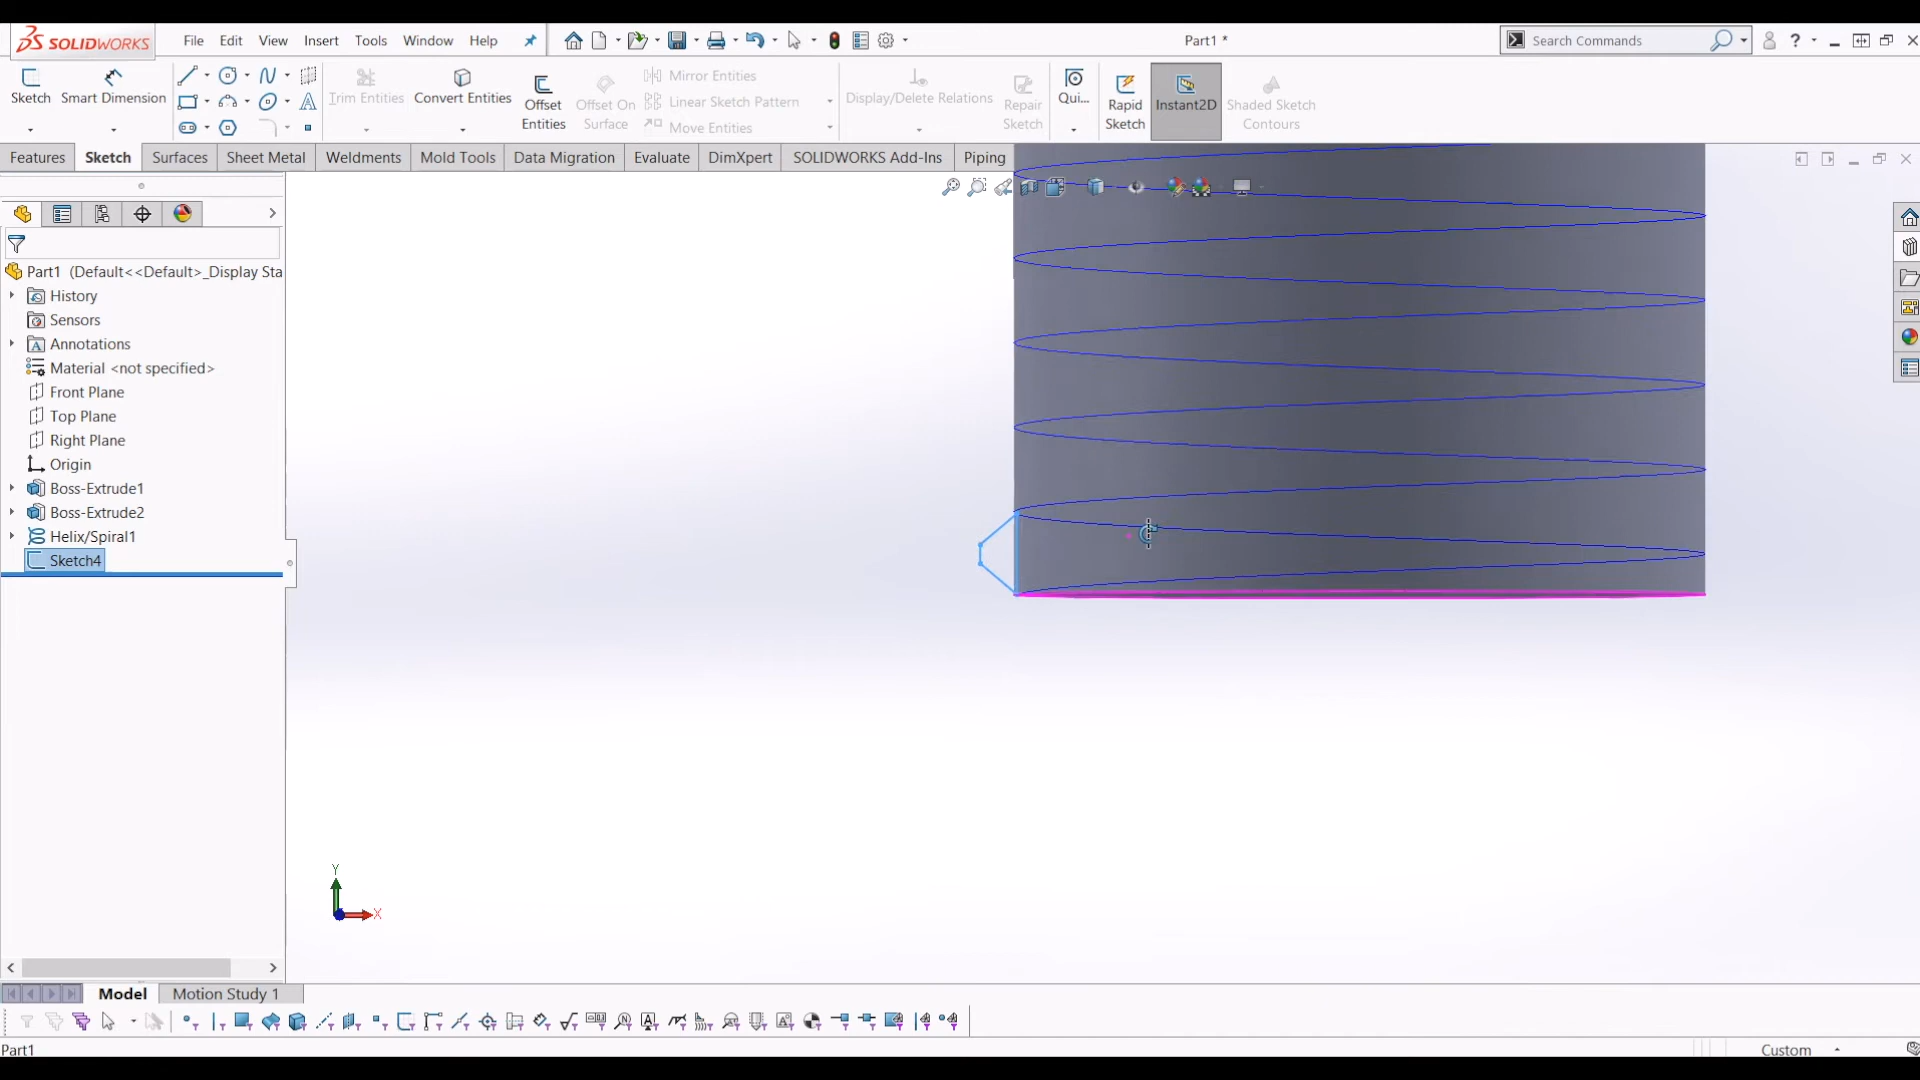 SOLIDWORKS File Edit View Insert Tools Window Help Part1 * Search Commands ?
Sketch Smart Dimension Trim Entities Convert Entities Offset Entities Offset On Surface Mirror Entities Linear Sketch Pattern Move Entities Display/Delete Relations Repair Sketch Qui... Rapid Sketch Instant2D Shaded Sketch Contours
Features Sketch Surfaces Sheet Metal Weldments Mold Tools Data Migration Evaluate DimXpert SOLIDWORKS Add-Ins Piping
Part1 (Default<<Default>_Display Sta
History
Sensors
Annotations
Material <not specified>
Front Plane
Top Plane
Right Plane
Origin
Boss-Extrude1
Boss-Extrude2
Helix/Spiral1
Sketch4
Y
X
Model Motion Study 1
Part1 Custom